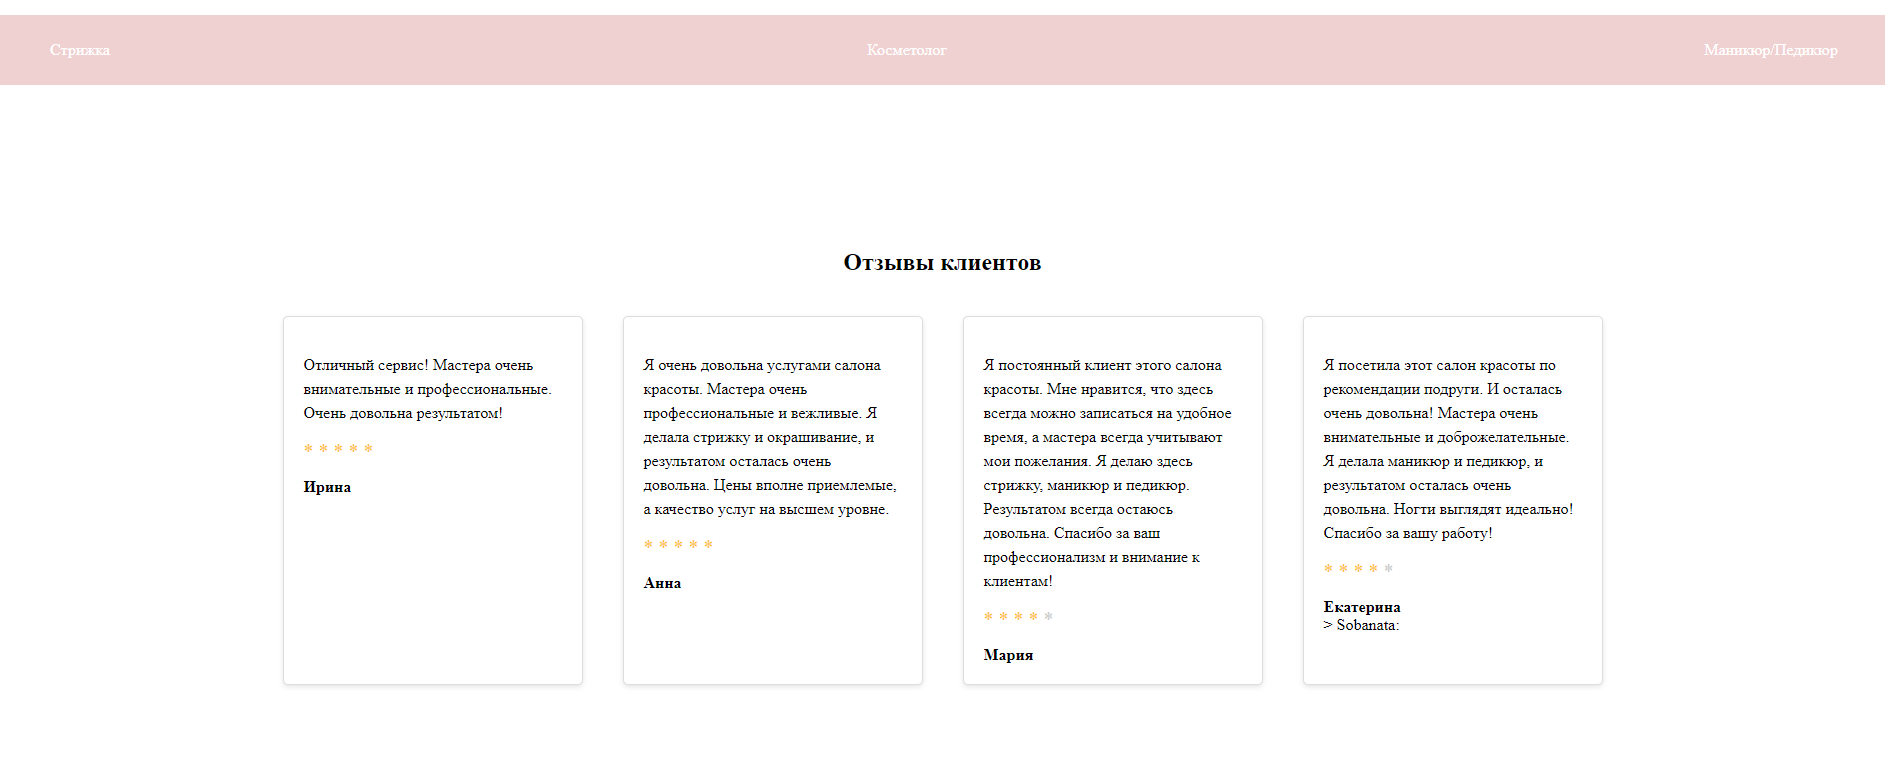 Стрижка
Косметолог
Маникюр/Педикюр
Отзывы клиентов
Отличный сервис! Мастера очень
внимательные и профессиональные.
Очень довольна результатом!
* * * * *
Ирина
Я очень довольна услугами салона
красоты. Мастера очень
профессиональные и вежливые. Я
делала стрижку и окрашивание, и
результатом осталась очень
довольна. Цены вполне приемлемые,
а качество услуг на высшем уровне.
* * * * *
Анна
Я постоянный клиент этого салона
красоты. Мне нравится, что здесь
всегда можно записаться на удобное
время, а мастера всегда учитывают
мои пожелания. Я делаю здесь
стрижку, маникюр и педикюр.
Результатом всегда остаюсь
довольна. Спасибо за ваш
профессионализм и внимание к
клиентам!
* * * * *
Мария
Я посетила этот салон красоты по
рекомендации подруги. И осталась
очень довольна! Мастера очень
внимательные и доброжелательные.
Я делала маникюр и педикюр, и
результатом осталась очень
довольна. Ногти выглядят идеально!
Спасибо за вашу работу!
* * * * *
Екатерина
> Sobanata: